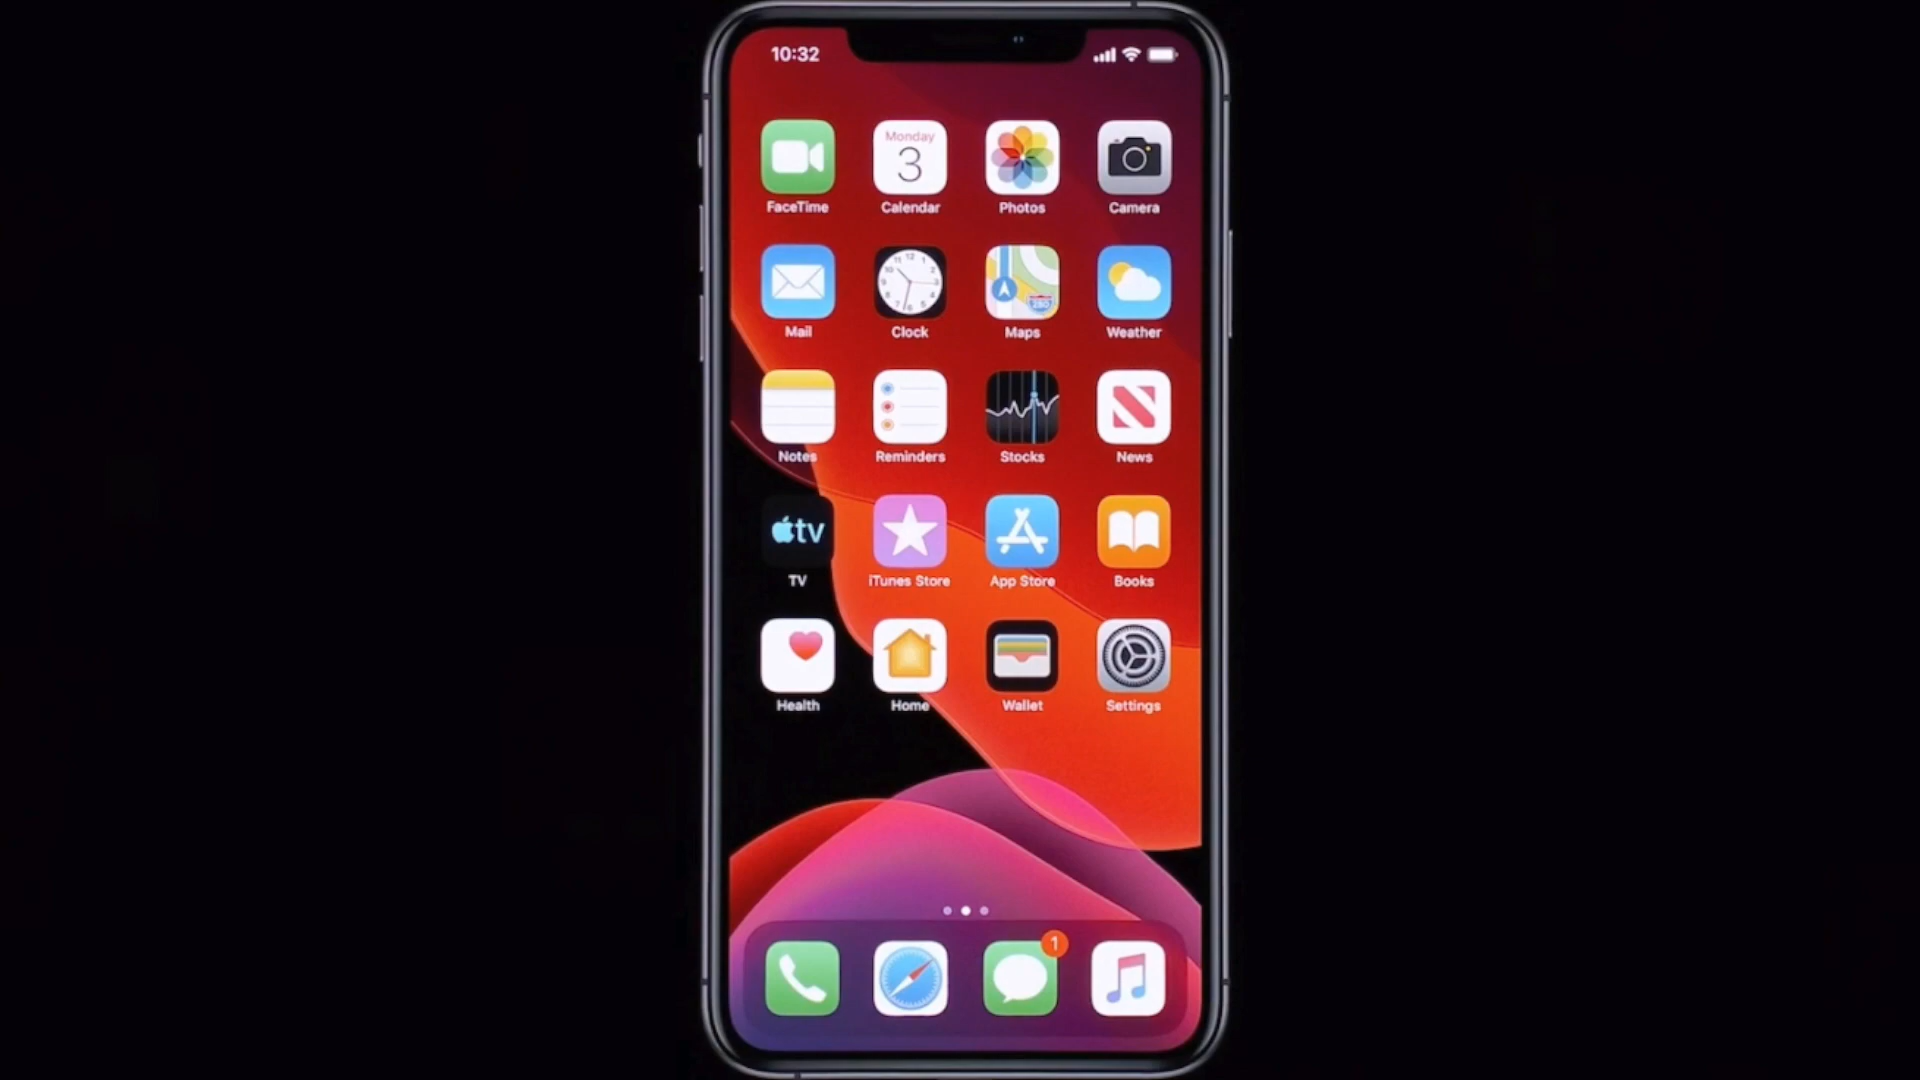 10:32
Monday
3
FaceTime
Calendar
Photos
Camera
280
Mail
Clock
Maps
Weather
Notes
Reminders
Stocks
News
tv
TV
iTunes Store
App Store
Books
Health
Home
Wallet
Settings
1